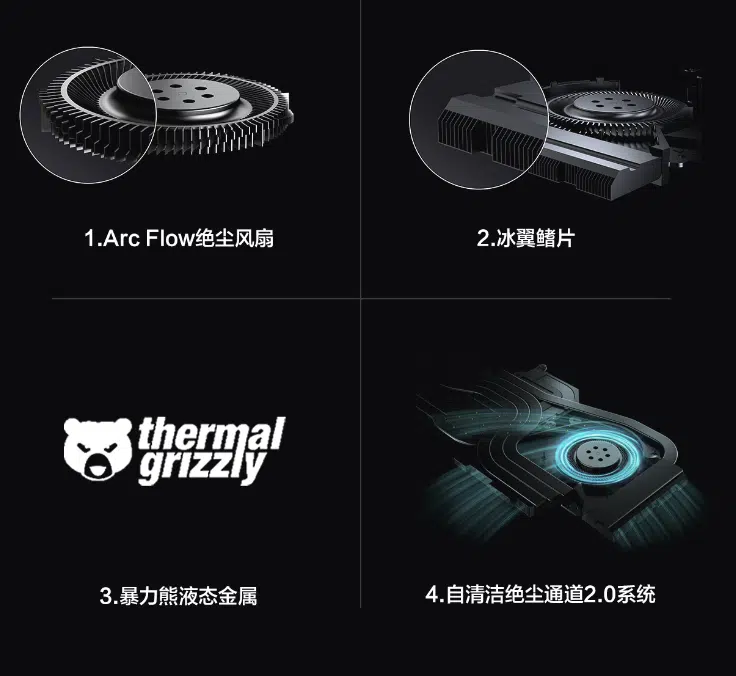 1.Arc Flow绝尘风扇
2.冰翼鳍片
thermal
grizzly
3.暴力熊液态金属
4.自清洁绝尘通道2.0系统